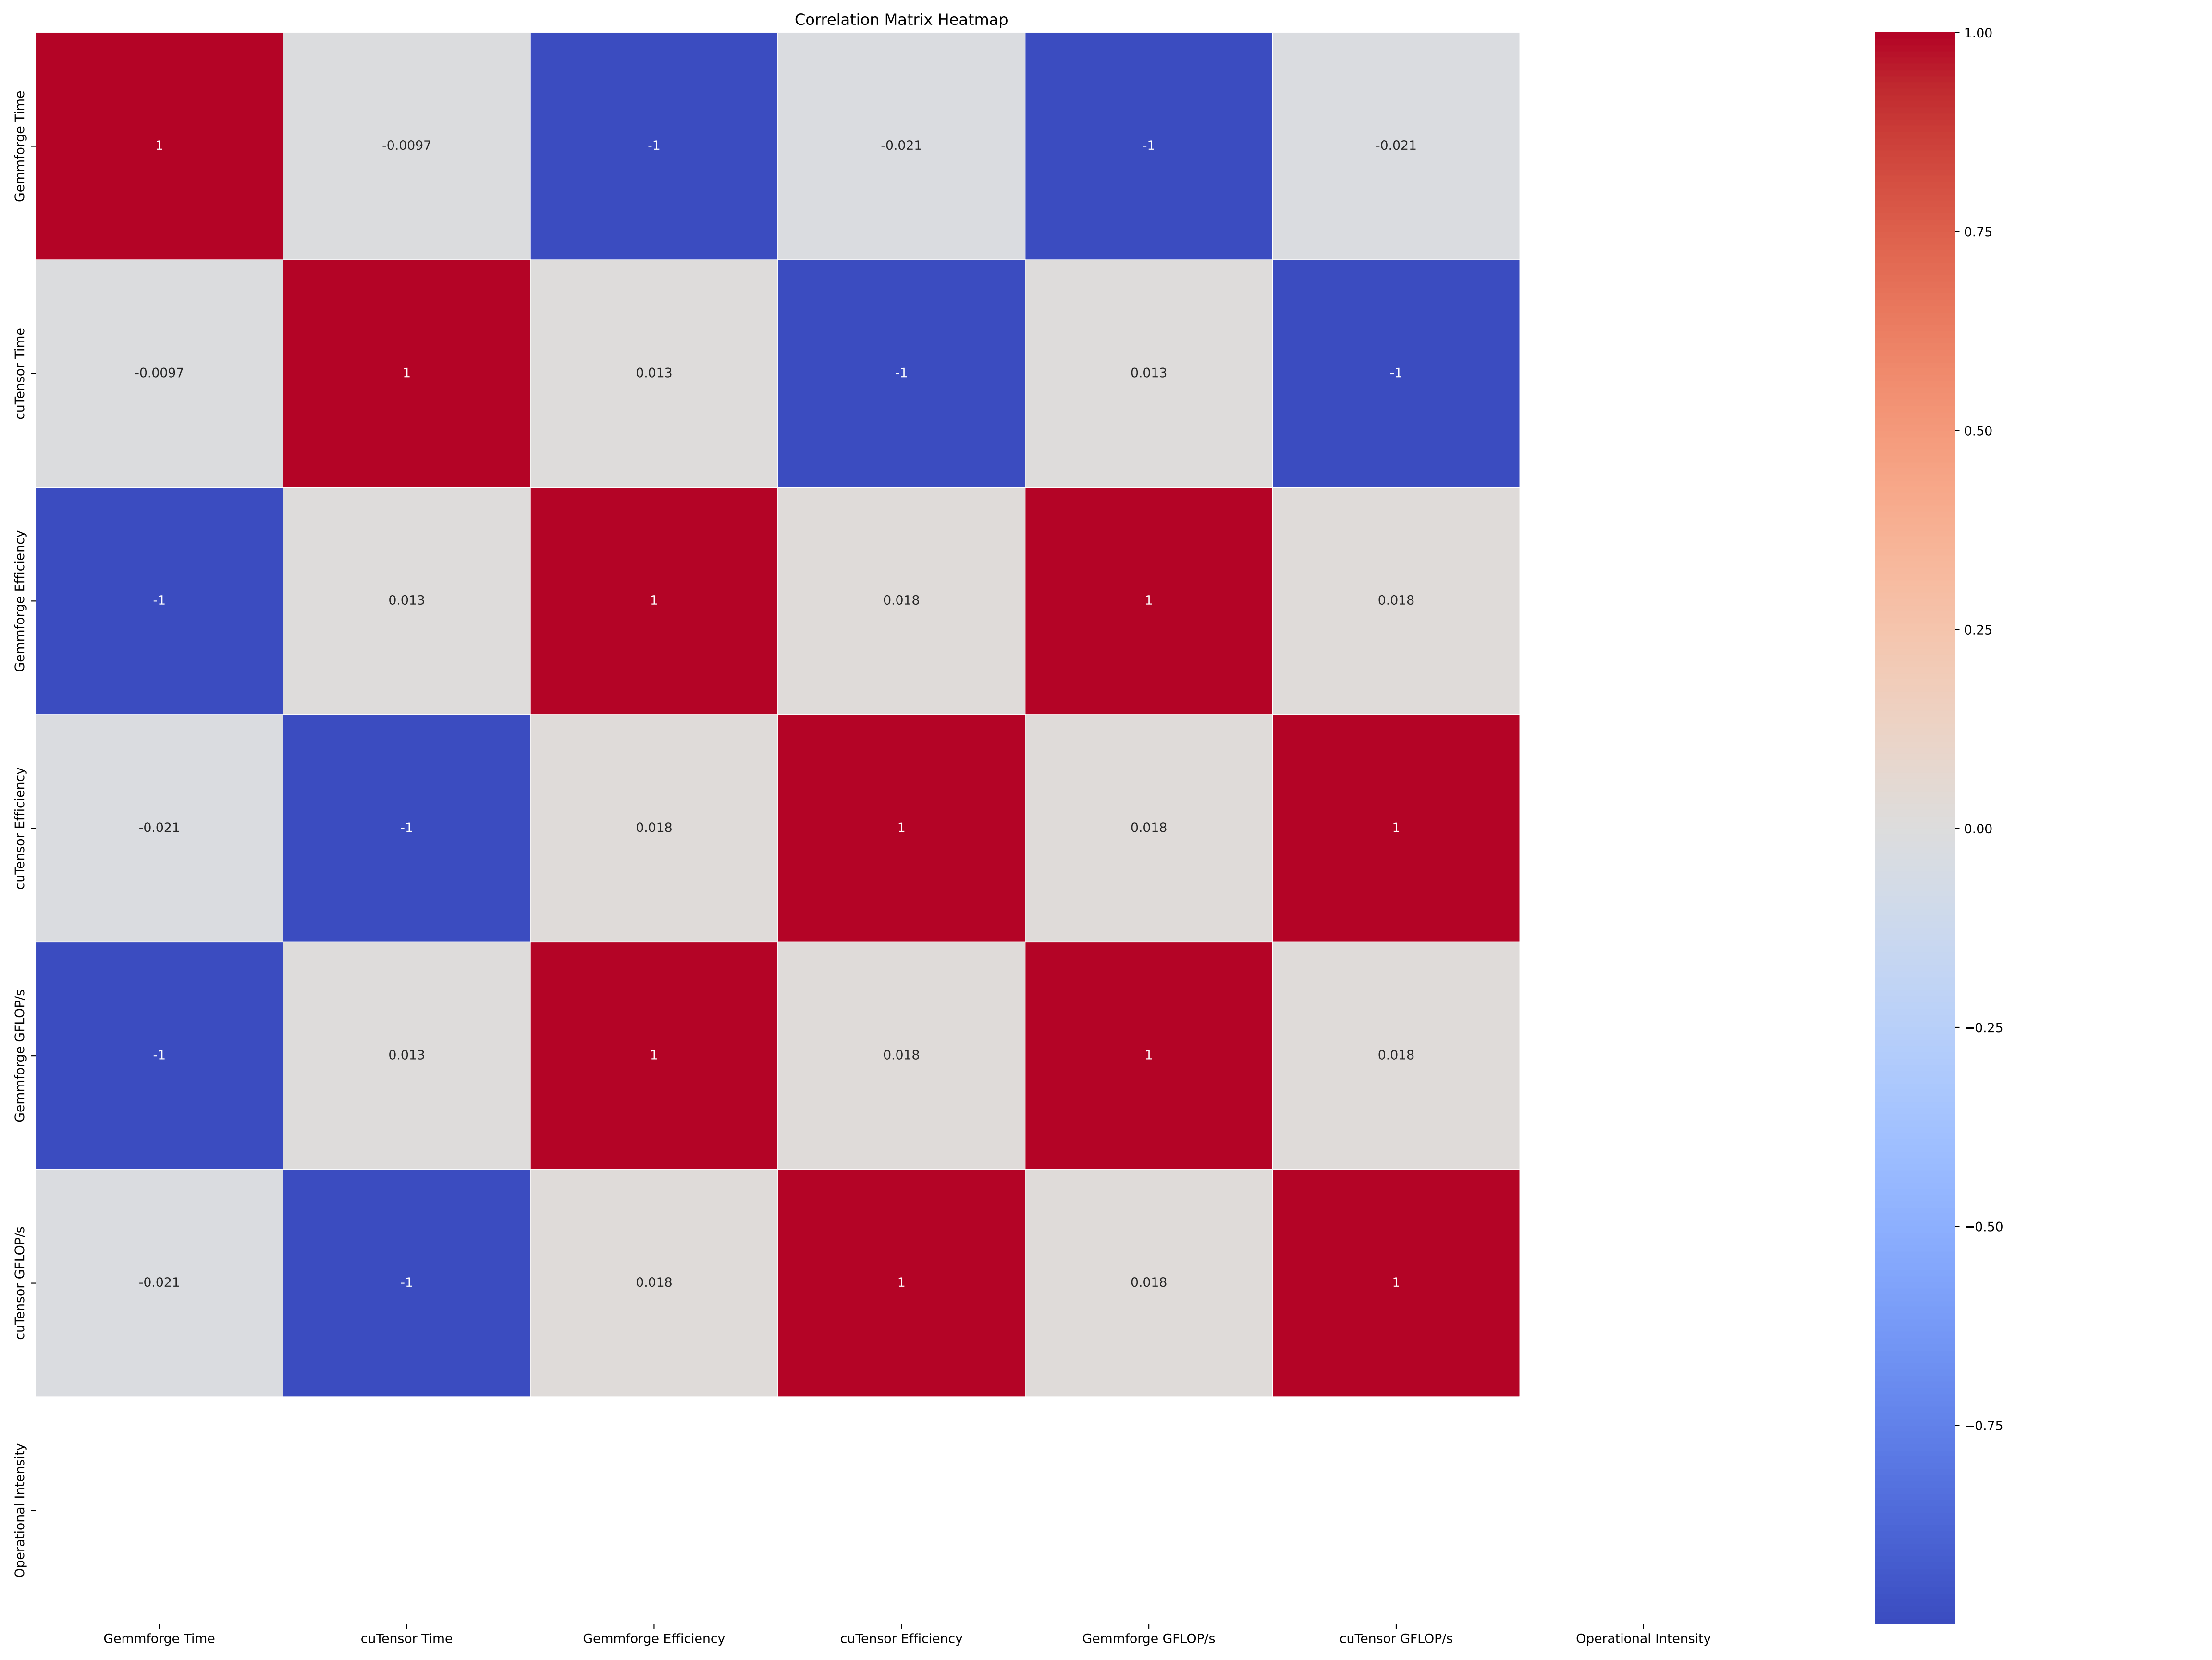 Correlation Matrix Heatmap
Gemmforge Time
1
-0.0097
-1
-0.021
-1
-0.021
cuTensor Time
-0.0097
1
0.013
-1
0.013
-1
Gemmforge Efficiency
-1
0.013
1
0.018
1
0.018
cuTensor Efficiency
-0.021
-1
0.018
1
0.018
1
Gemmforge GFLOP/s
-1
0.013
1
0.018
1
0.018
cuTensor GFLOP/s
-0.021
-1
0.018
1
0.018
1
Operational Intensity
Gemmforge Time
cuTensor Time
Gemmforge Efficiency
cuTensor Efficiency
Gemmforge GFLOP/s
cuTensor GFLOP/s
Operational Intensity
1.00
0.75
0.50
0.25
0.00
−0.25
−0.50
−0.75